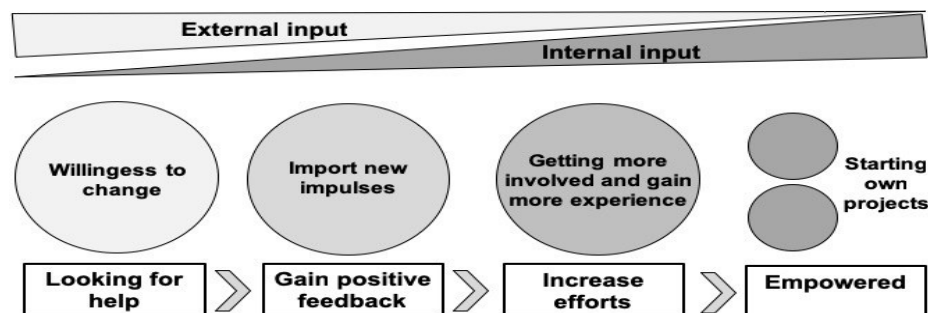 External input
Internal input
Willingess to
change
Import new
impulses
Getting more
involved and gain
more experience
Starting
own
projects
Looking for
help
Gain positive
feedback
Increase
efforts
Empowered